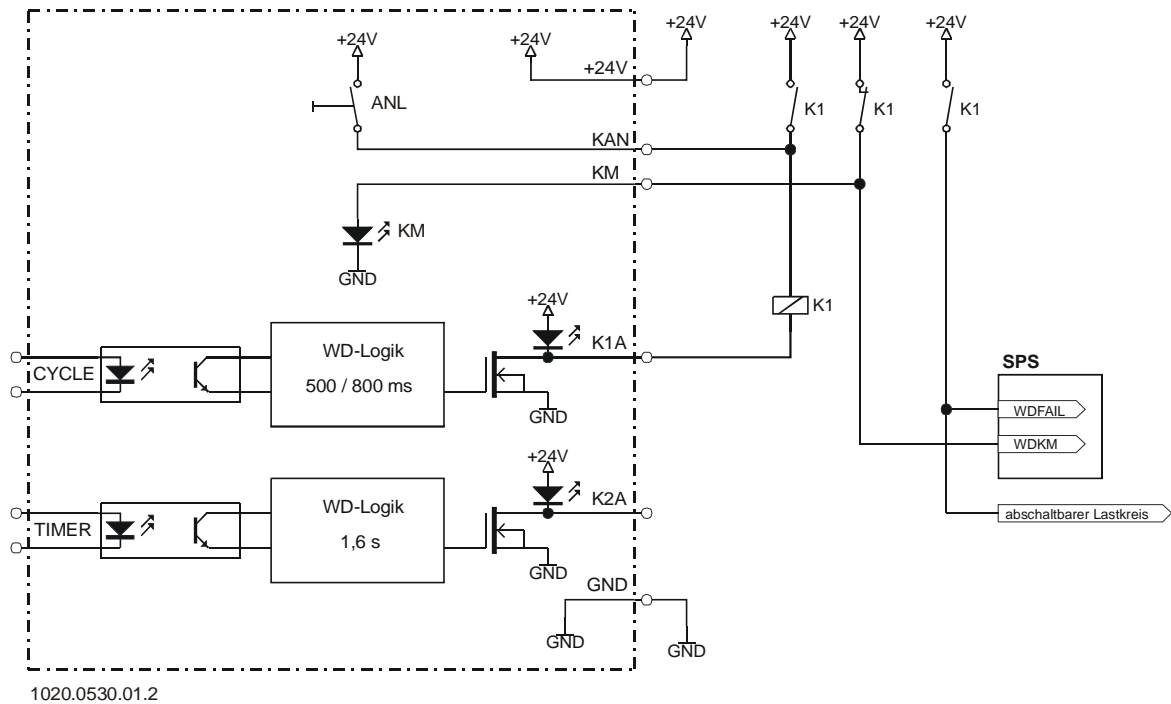 +24V
+24V
+24V
+24V
+24V
+24V
+24V
ANL
K1
K1
K1
KAN
KM
KM
GND
K1
+24V
K1A
CYCLE
WD-Logik
500 / 800 ms
GND
SPS
WDFAIL
WDKM
+24V
K2A
TIMER
WD-Logik
1,6 s
GND
abschaltbarer Lastkreis
GND
GND
GND
1020.0530.01.2